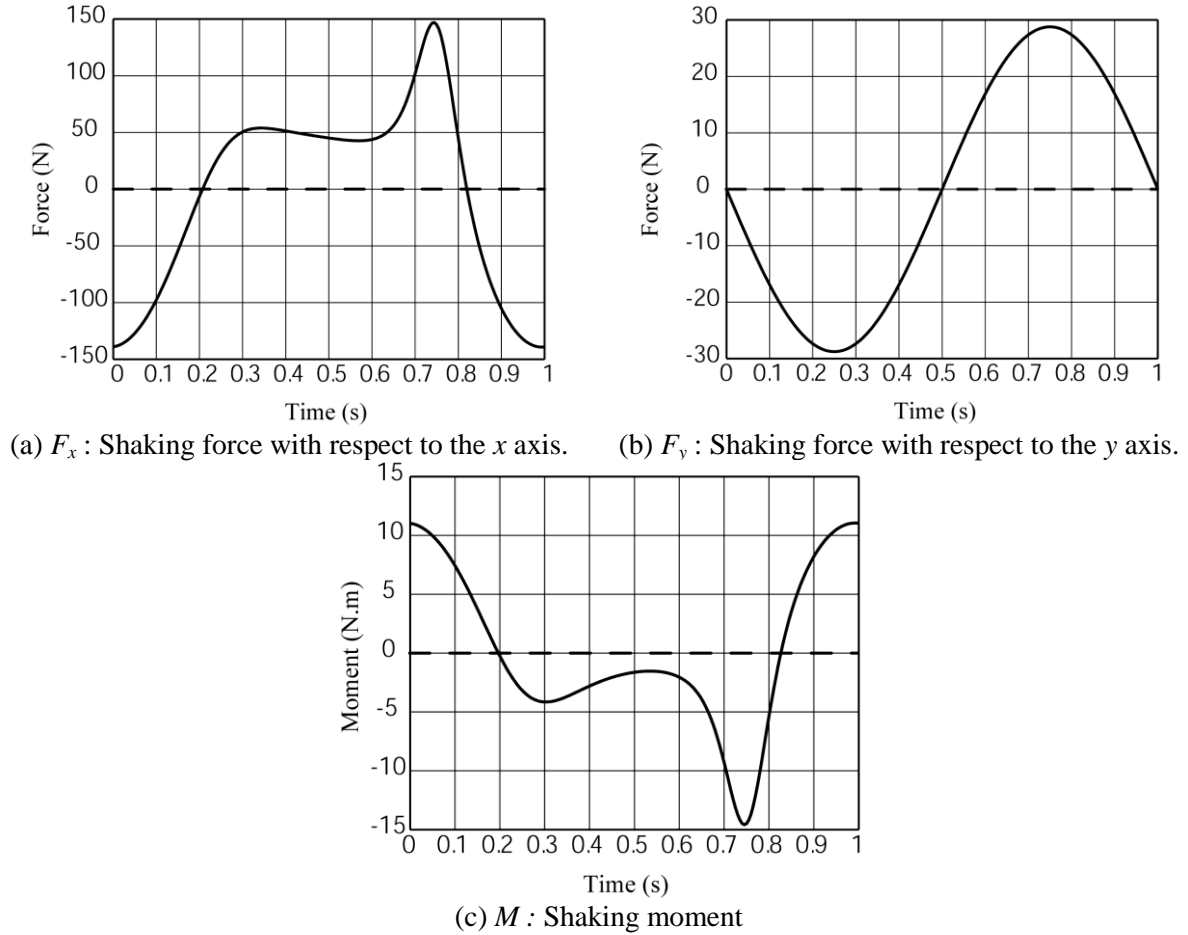 150
100
50
0
-50
-100
-150
Force (N)
0 0.1 0.2 0.3 0.4 0.5 0.6 0.7 0.8 0.9 1
Time (s)
(a) Fx : Shaking force with respect to the x axis.
30
20
10
0
-10
-20
-30
Force (N)
0 0.1 0.2 0.3 0.4 0.5 0.6 0.7 0.8 0.9 1
Time (s)
(b) Fy : Shaking force with respect to the y axis.
15
10
5
0
-5
-10
-15
Moment (N.m)
0 0.1 0.2 0.3 0.4 0.5 0.6 0.7 0.8 0.9 1
Time (s)
(c) M : Shaking moment